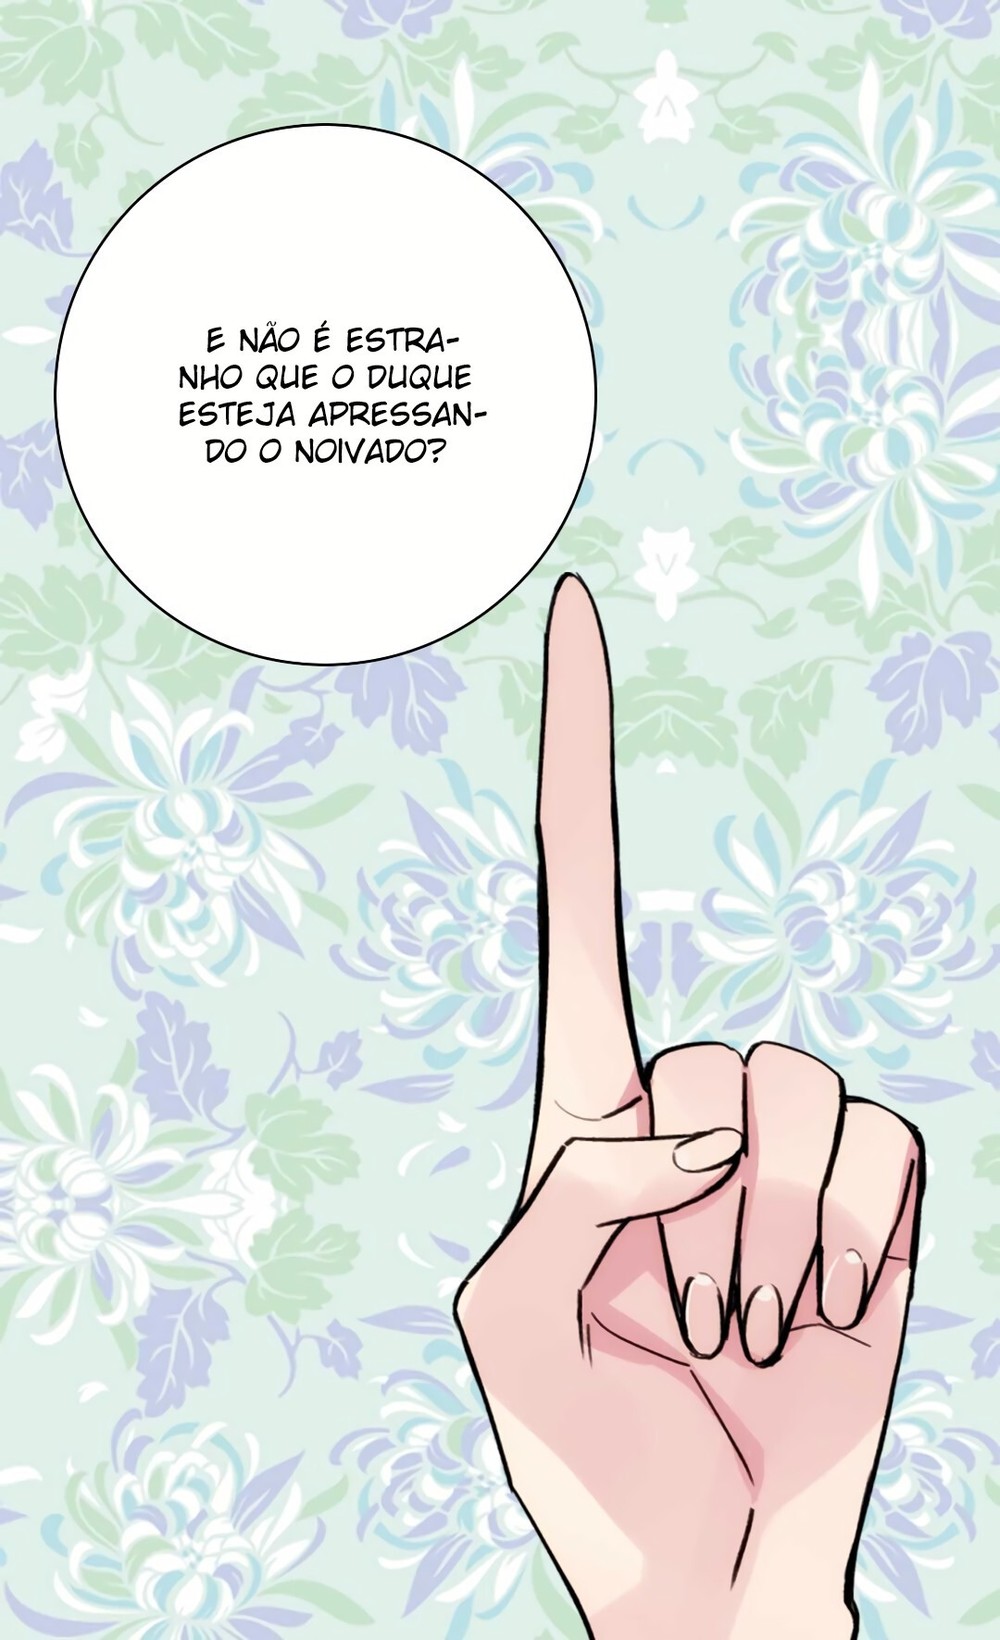 E NÃO É ESTRA-
NHO QUE O DUQUE
ESTEJA APRESSAN-
DO O NOIVADO?